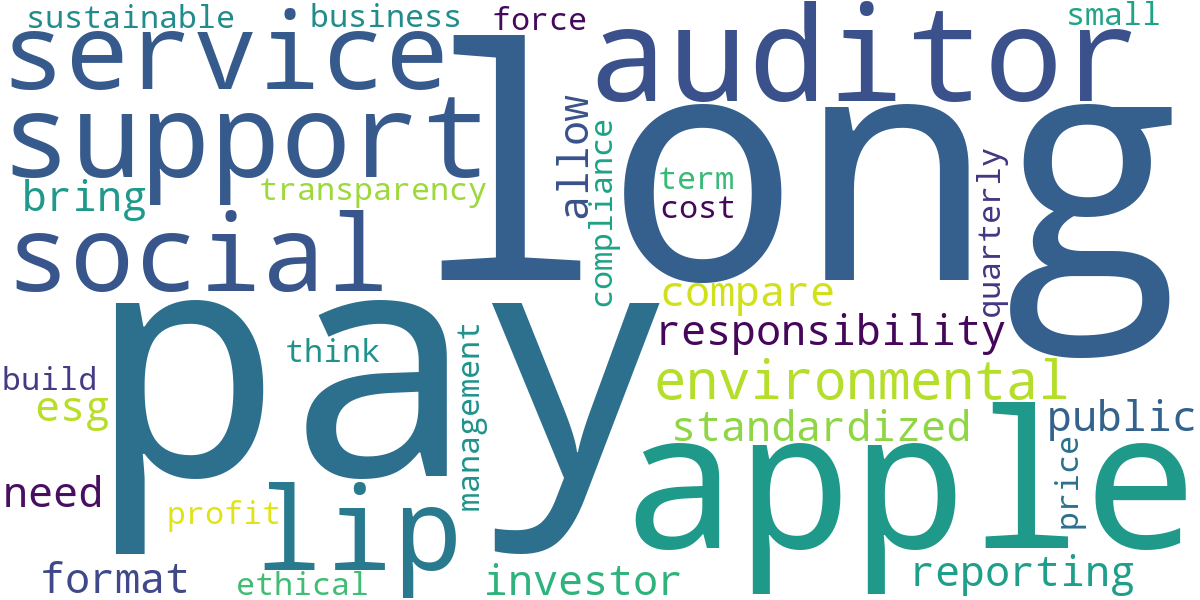 sustainable
business
force
small
service
auditor
long
support
allow
compliance
term
cost
quarterly
bring
transparency
social
compare
responsibility
pay
think
management
build
esg
environmental
standardized
public
apple
price
need
profit
lip
format
ethical
investor
reporting